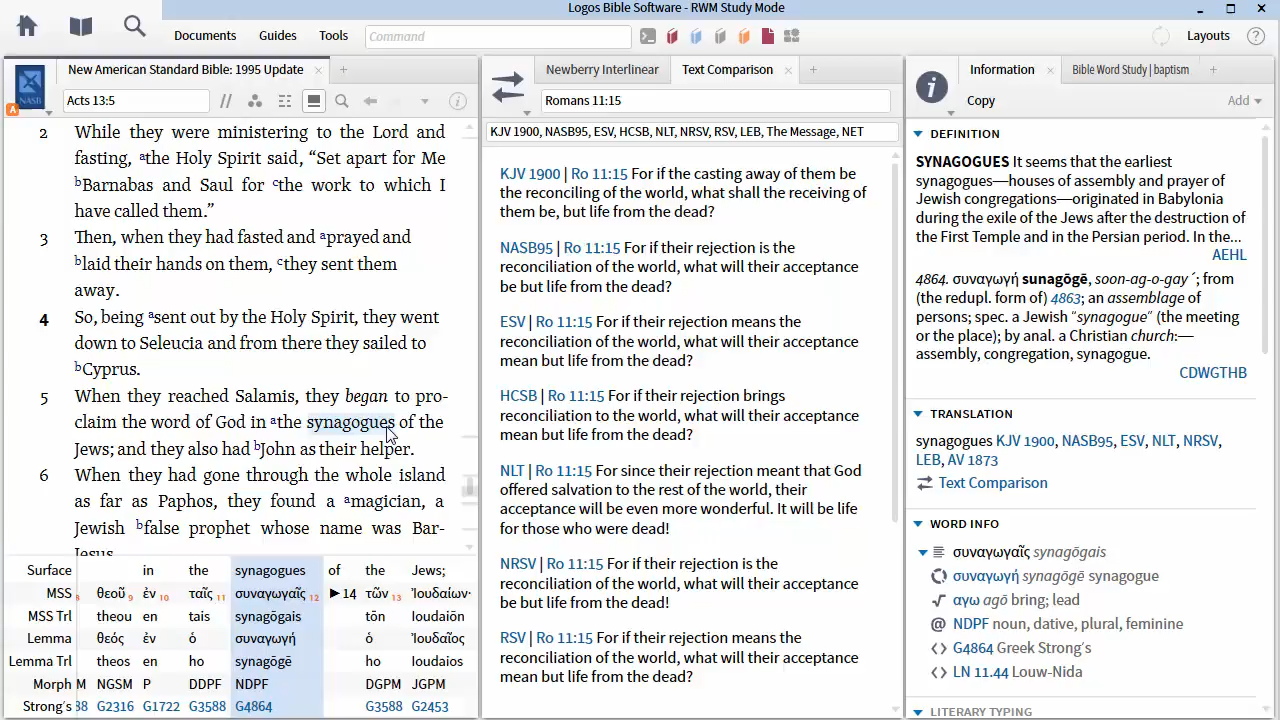 Logos Bible Software - RWM Study Mode
Documents Guides Tools Command Layouts
New American Standard Bible: 1995 Update
Acts 13:5
NASB
A
2 While they were ministering to the Lord and
fasting, ᵃthe Holy Spirit said, “Set apart for Me
ᵇBarnabas and Saul for ᶜthe work to which I
have called them.”
3 Then, when they had fasted and ᵃprayed and
ᵇlaid their hands on them, ᶜthey sent them
away.
4 So, being ᵃsent out by the Holy Spirit, they went
down to Seleucia and from there they sailed to
ᵇCyprus.
5 When they reached Salamis, they began to pro-
claim the word of God in ᵃthe synagogues of the
Jews; and they also had ᵇJohn as their helper.
6 When they had gone through the whole island
as far as Paphos, they found a ᵃmagician, a
Jewish ᵇfalse prophet whose name was Bar-
Jesus
Surface in the synagogues of the Jews;
MSS 8 θεοῦ 9 ἐν 10 ταῖς 11 συναγωγαῖς 12 ▶ 14 τῶν 13 Ἰουδαίων·
MSS Trl theou en tais synagōgais tōn Ioudaiōn
Lemma θεός ἐν ὁ συναγωγή ὁ Ἰουδαῖος
Lemma Trl theos en ho synagōgē ho Ioudaios
Morph M NGSM P DDPF NDPF DGPM JGPM
Strong's 88 G2316 G1722 G3588 G4864 G3588 G2453
Newberry Interlinear Text Comparison
Romans 11:15
KJV 1900, NASB95, ESV, HCSB, NLT, NRSV, RSV, LEB, The Message, NET
KJV 1900 | Ro 11:15 For if the casting away of them be
the reconciling of the world, what shall the receiving of
them be, but life from the dead?
NASB95 | Ro 11:15 For if their rejection is the
reconciliation of the world, what will their acceptance
be but life from the dead?
ESV | Ro 11:15 For if their rejection means the
reconciliation of the world, what will their acceptance
mean but life from the dead?
HCSB | Ro 11:15 For if their rejection brings
reconciliation to the world, what will their acceptance
mean but life from the dead?
NLT | Ro 11:15 For since their rejection meant that God
offered salvation to the rest of the world, their
acceptance will be even more wonderful. It will be life
for those who were dead!
NRSV | Ro 11:15 For if their rejection is the
reconciliation of the world, what will their acceptance
be but life from the dead!
RSV | Ro 11:15 For if their rejection means the
reconciliation of the world, what will their acceptance
mean but life from the dead?
Information Bible Word Study | baptism
Copy Add
DEFINITION
SYNAGOGUES It seems that the earliest
synagogues—houses of assembly and prayer of
Jewish congregations—originated in Babylonia
during the exile of the Jews after the destruction of
the First Temple and in the Persian period. In the...
AEHL
4864. συναγωγή sunagōgē, soon-ag-o-gay´; from
(the redupl. form of) 4863; an assemblage of
persons; spec. a Jewish “synagogue” (the meeting
or the place); by anal. a Christian church:—
assembly, congregation, synagogue.
CDWGTHB
TRANSLATION
synagogues KJV 1900, NASB95, ESV, NLT, NRSV,
LEB, AV 1873
Text Comparison
WORD INFO
συναγωγαῖς synagōgais
συναγωγή synagōgē synagogue
αγω agō bring; lead
@ NDPF noun, dative, plural, feminine
<> G4864 Greek Strong's
<> LN 11.44 Louw-Nida
LITERARY TYPING